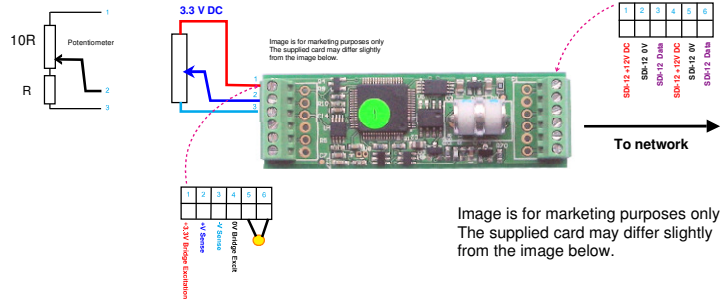 1
10R
Potentiometer
R
2
3
3.3 V DC
Image is for marketing purposes only
The supplied card may differ slightly
from the image below.
1
2
3
1 2 3 4 5 6
SDI-12 +12V DC
SDI-12 0V
SDI-12 Data
SDI-12 +12V DC
SDI-12 0V
SDI-12 Data
To network
1 2 3 4 5 6
+3.3V Bridge Excitation
+V Sense
-V Sense
0V Bridge Excit
Image is for marketing purposes only
The supplied card may differ slightly
from the image below.